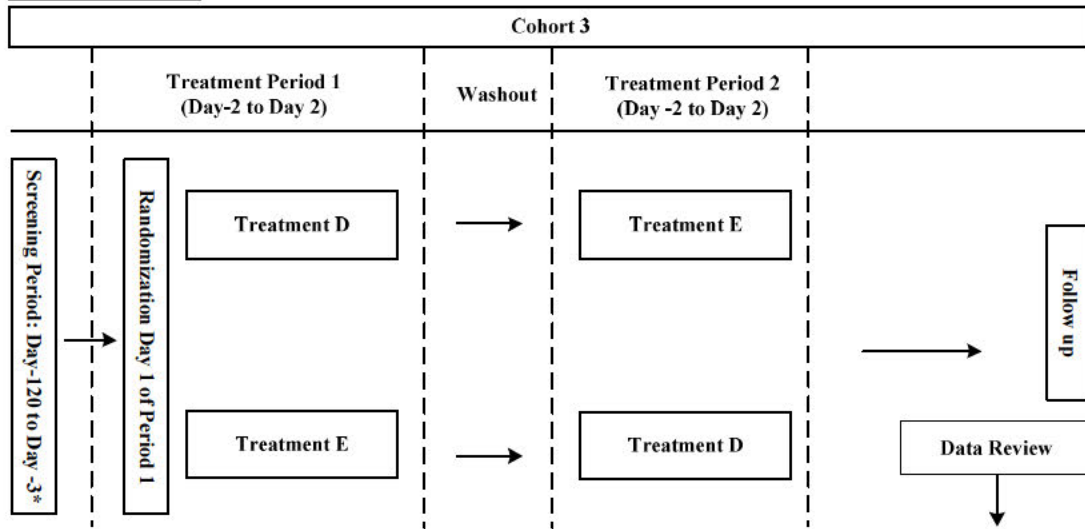 Cohort 3
Treatment Period 1
(Day-2 to Day 2)
Washout
Treatment Period 2
(Day -2 to Day 2)
Screening Period: Day-120 to Day -3*
Randomization Day 1 of Period 1
Treatment D
Treatment E
Treatment E
Treatment D
Follow up
Data Review